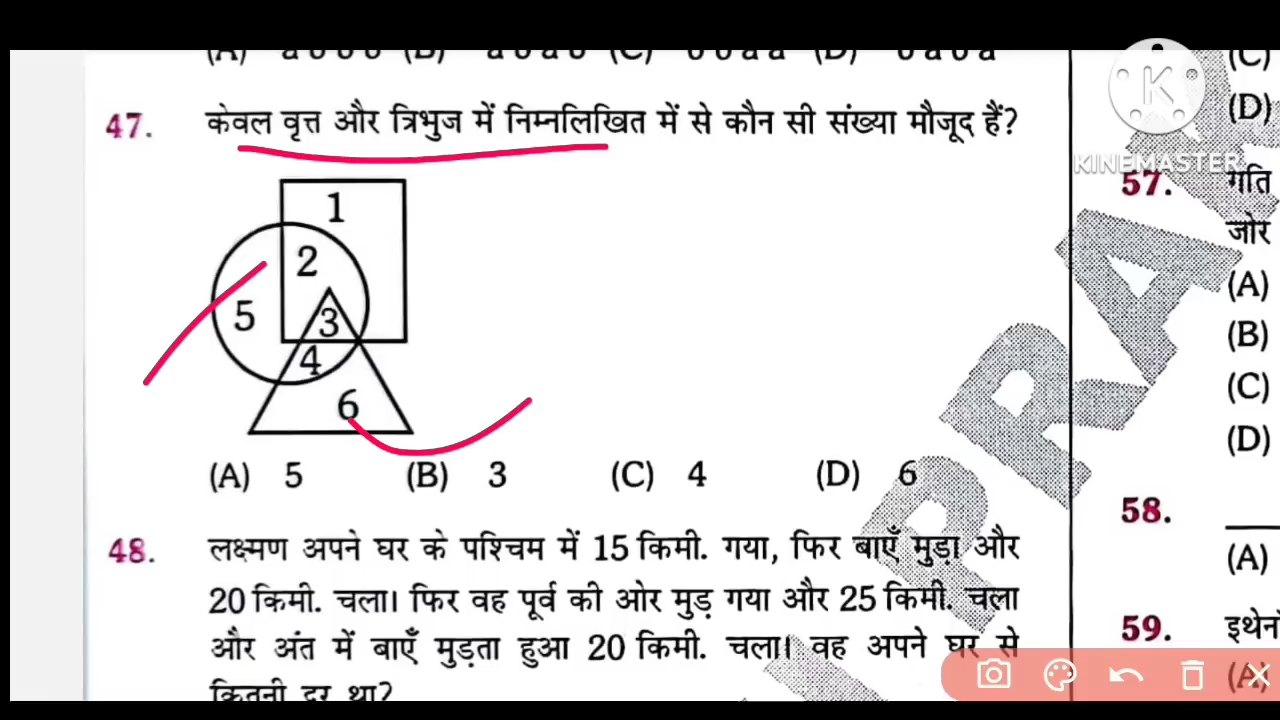 47. केवल वृत्त और त्रिभुज में निम्नलिखित में से कौन सी संख्या मौजूद हैं?
1
2
5
3
4
6
(A) 5 (B) 3 (C) 4 (D) 6
48. लक्ष्मण अपने घर के पश्चिम में 15 किमी. गया, फिर बाएँ मुड़ा और
20 किमी. चला। फिर वह पूर्व की ओर मुड़ गया और 25 किमी. चला
और अंत में बाएँ मुड़ता हुआ 20 किमी. चला। वह अपने घर से
कितनी दूर था?
(C)
(D)
K
KINEMASTER
57. गति
जोर
(A)
(B)
(C)
(D)
58.
(A)
59.
(A)